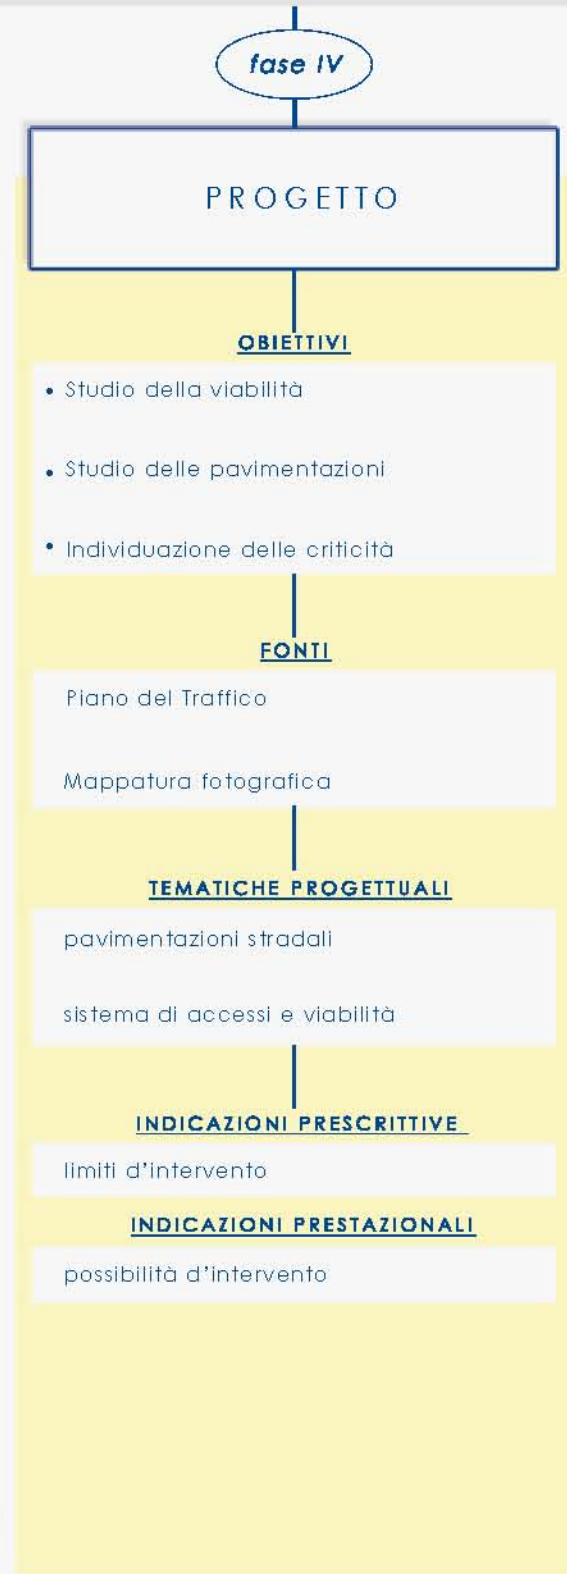 fase IV
PROGETTO
OBIETTIVI
• Studio della viabilità
• Studio delle pavimentazioni
• Individuazione delle criticità
FONTI
Piano del Traffico
Mappatura fotografica
TEMATICHE PROGETTUALI
pavimentazioni stradali
sistema di accessi e viabilità
INDICAZIONI PRESCRITTIVE
limiti d'intervento
INDICAZIONI PRESTAZIONALI
possibilità d'intervento